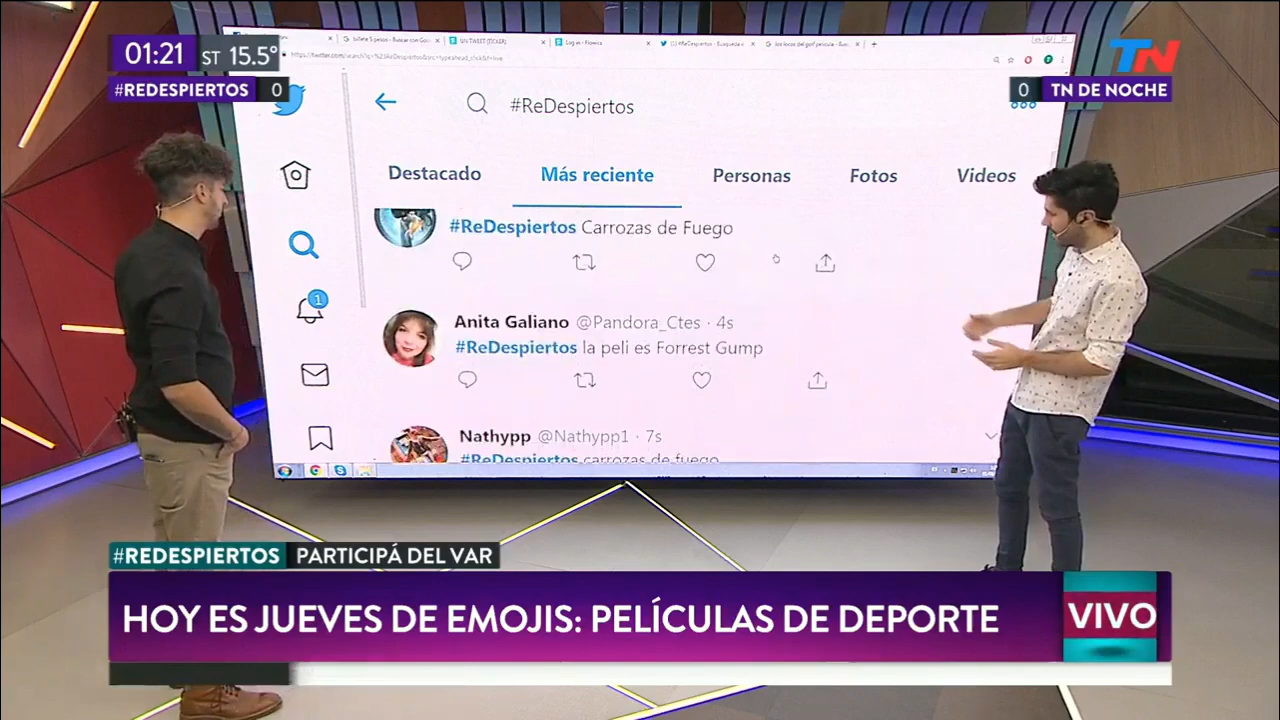 01:21
ST 15.5°
TN
#REDESPIERTOS 0
0 TN DE NOCHE
#ReDespiertos
Destacado
Más reciente
Personas
Fotos
Videos
#ReDespiertos Carrozas de Fuego
Anita Galiano @Pandora_Ctes · 4s
#ReDespiertos la peli es Forrest Gump
1
Nathypp @Nathypp1 · 7s
#ReDespiertos carrozas de fuego
#REDESPIERTOS PARTICIPÁ DEL VAR
HOY ES JUEVES DE EMOJIS: PELÍCULAS DE DEPORTE
VIVO